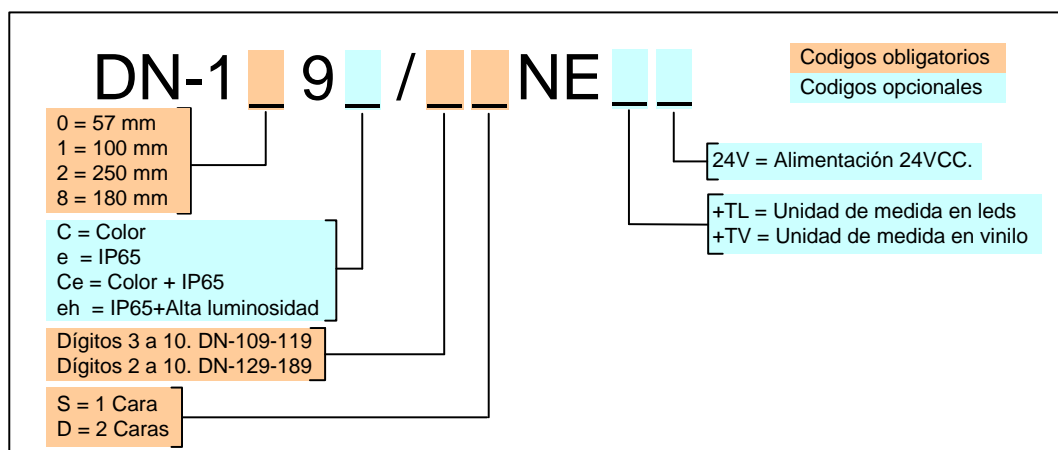 DN-1_ 9_ /_ _NE_ _
Codigos obligatorios
Codigos opcionales
0 = 57 mm
1 = 100 mm
2 = 250 mm
8 = 180 mm
24V = Alimentación 24VCC.
+TL = Unidad de medida en leds
+TV = Unidad de medida en vinilo
C = Color
e = IP65
Ce = Color + IP65
eh = IP65+Alta luminosidad
Dígitos 3 a 10. DN-109-119
Dígitos 2 a 10. DN-129-189
S = 1 Cara
D = 2 Caras